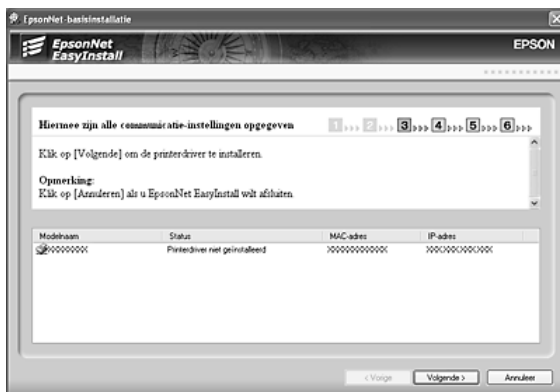 EpsonNet-basisinstallatie
EpsonNet
EasyInstall
EPSON
Hiermee zijn alle communicatie-instellingen opgegeven
1 >>> 2 >>> 3 >>> 4 >>> 5 >>> 6 >>>
Klik op [Volgende] om de printerdriver te installeren.
Opmerking:
Klik op [Annuleren] als u EpsonNet EasyInstall wilt afsluiten
Modelnaam Status MAC-adres IP-adres
XXXXXXX Printerdriver niet geïnstalleerd XXXXXXXXXXXX XXX.XXX.XXX.XXX
< Vorige Volgende > Annuleer